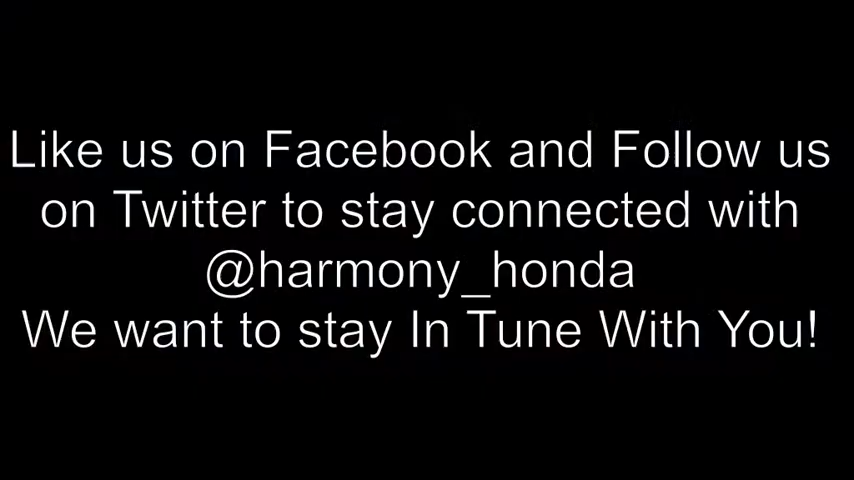 Like us on Facebook and Follow us
on Twitter to stay connected with
@harmony_honda
We want to stay In Tune With You!